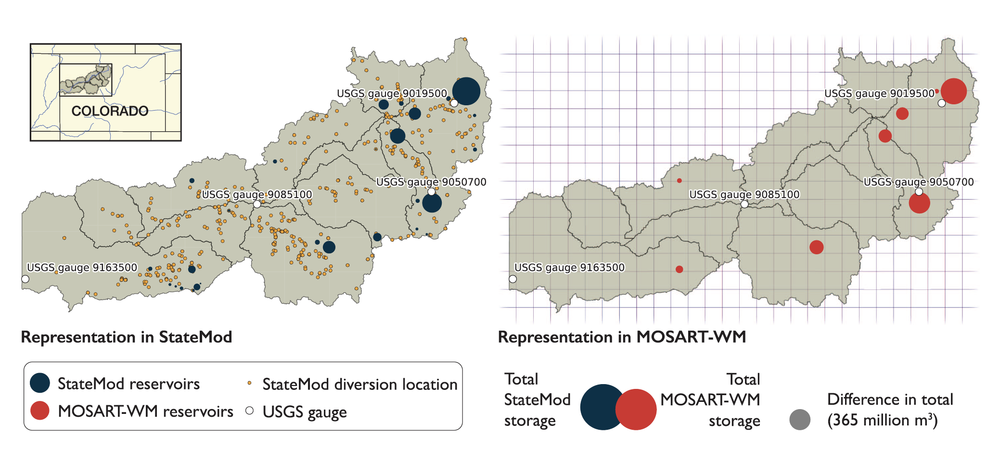 COLORADO
USGS gauge 9019500
USGS gauge 9050700
USGS gauge 9085100
USGS gauge 9163500
Representation in StateMod
USGS gauge 9019500
USGS gauge 9050700
USGS gauge 9085100
USGS gauge 9163500
Representation in MOSART-WM
StateMod reservoirs
StateMod diversion location
MOSART-WM reservoirs
USGS gauge
Total
StateMod
storage
Total
MOSART-WM
storage
Difference in total
(365 million m³)